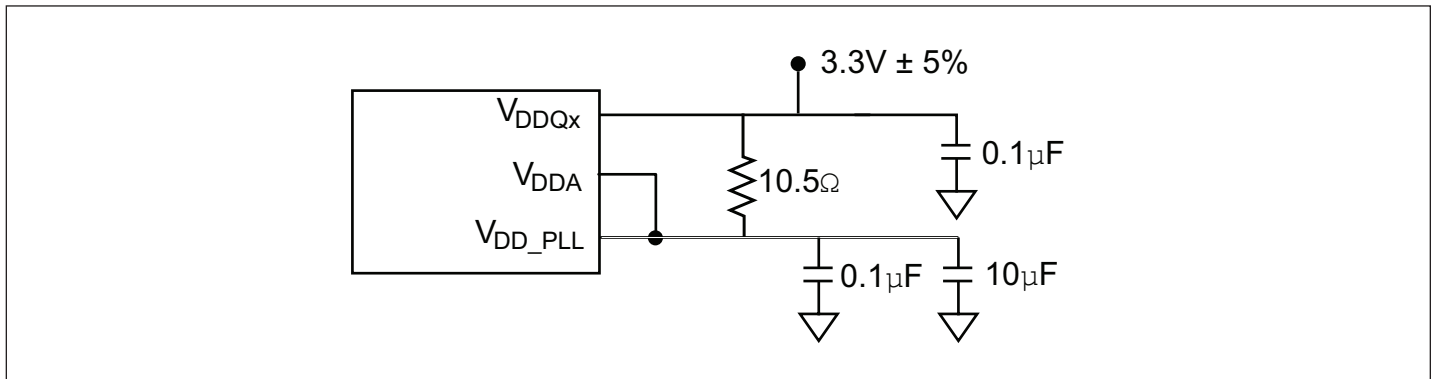 3.3V ± 5%
VDDQx
0.1μF
VDDA
10.5Ω
VDD_PLL
0.1μF
10μF